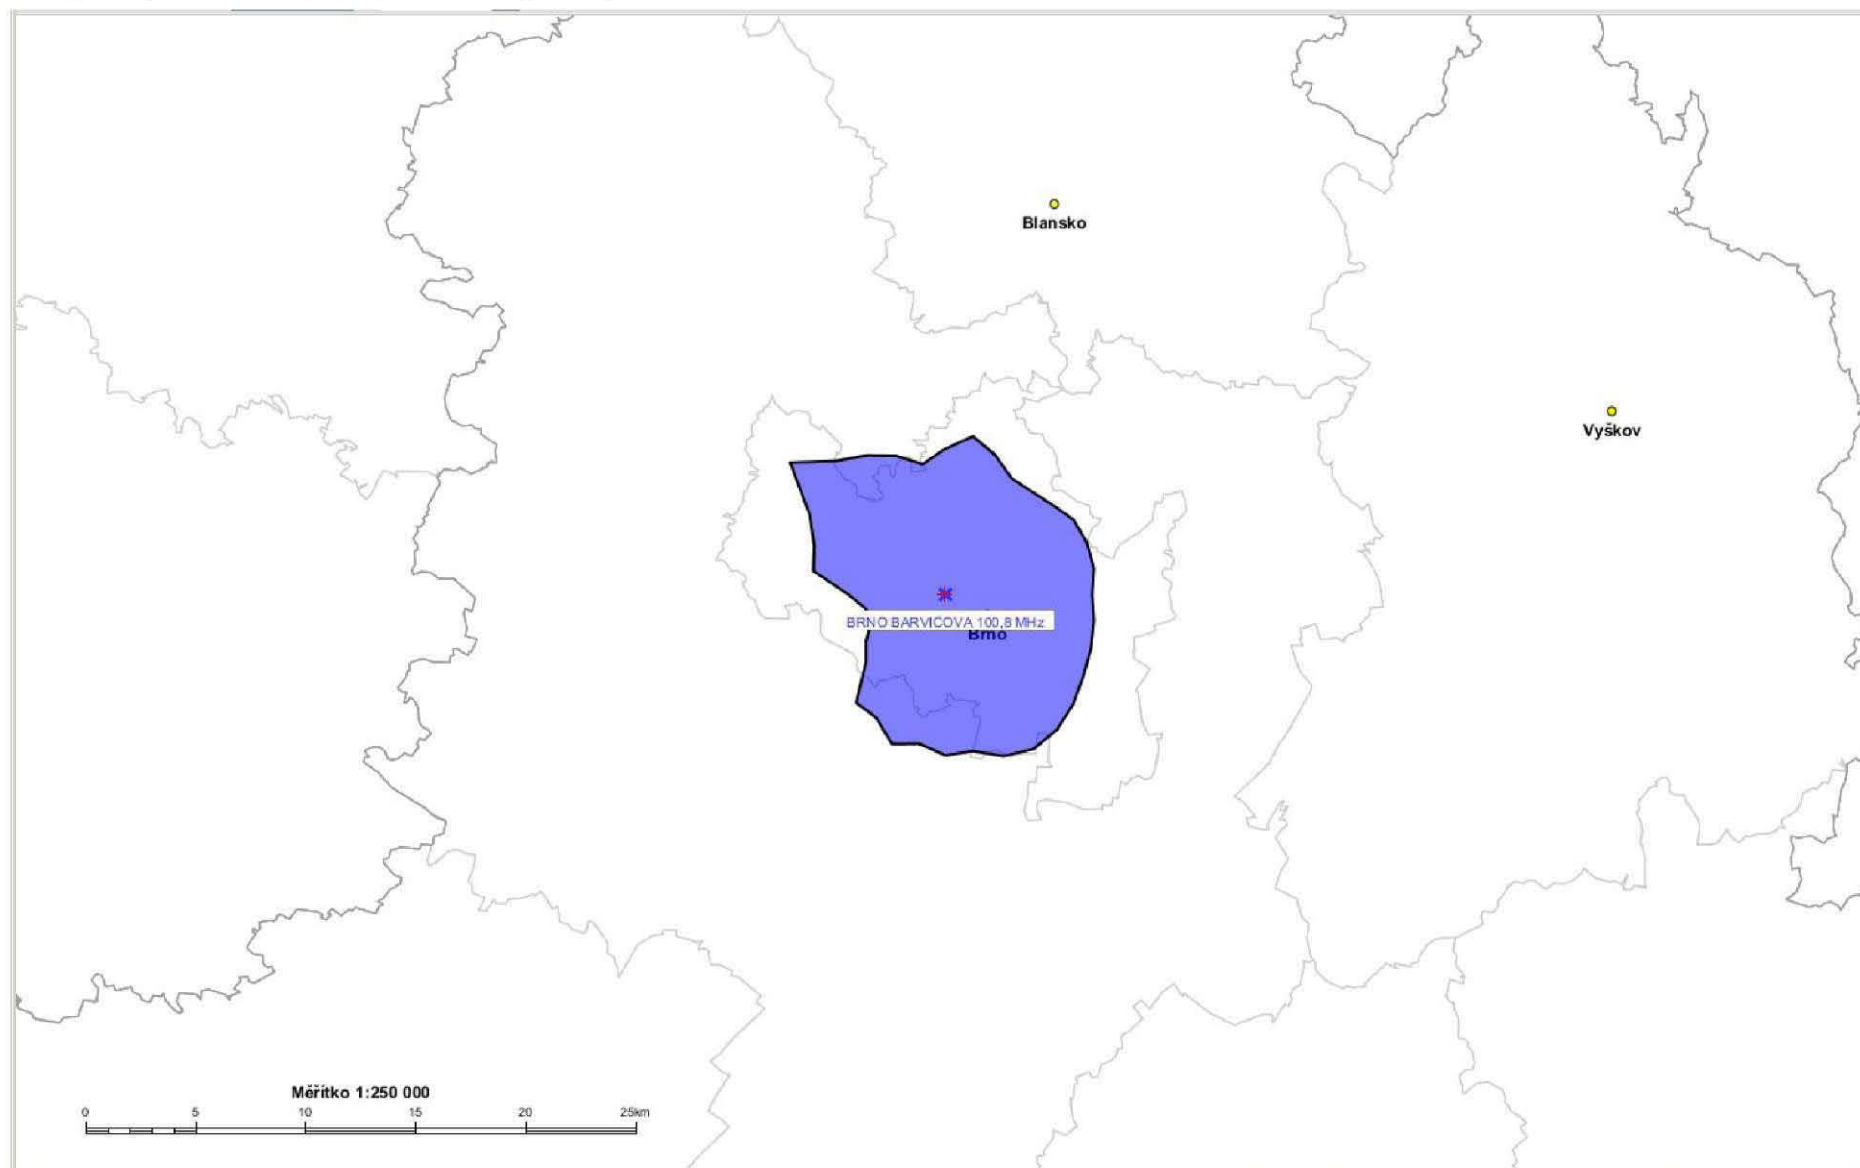 Blansko
Vyškov
BRNO BARVICOVA 100,8 MHz
Brno
Měřítko 1:250 000
0 5 10 15 20 25km